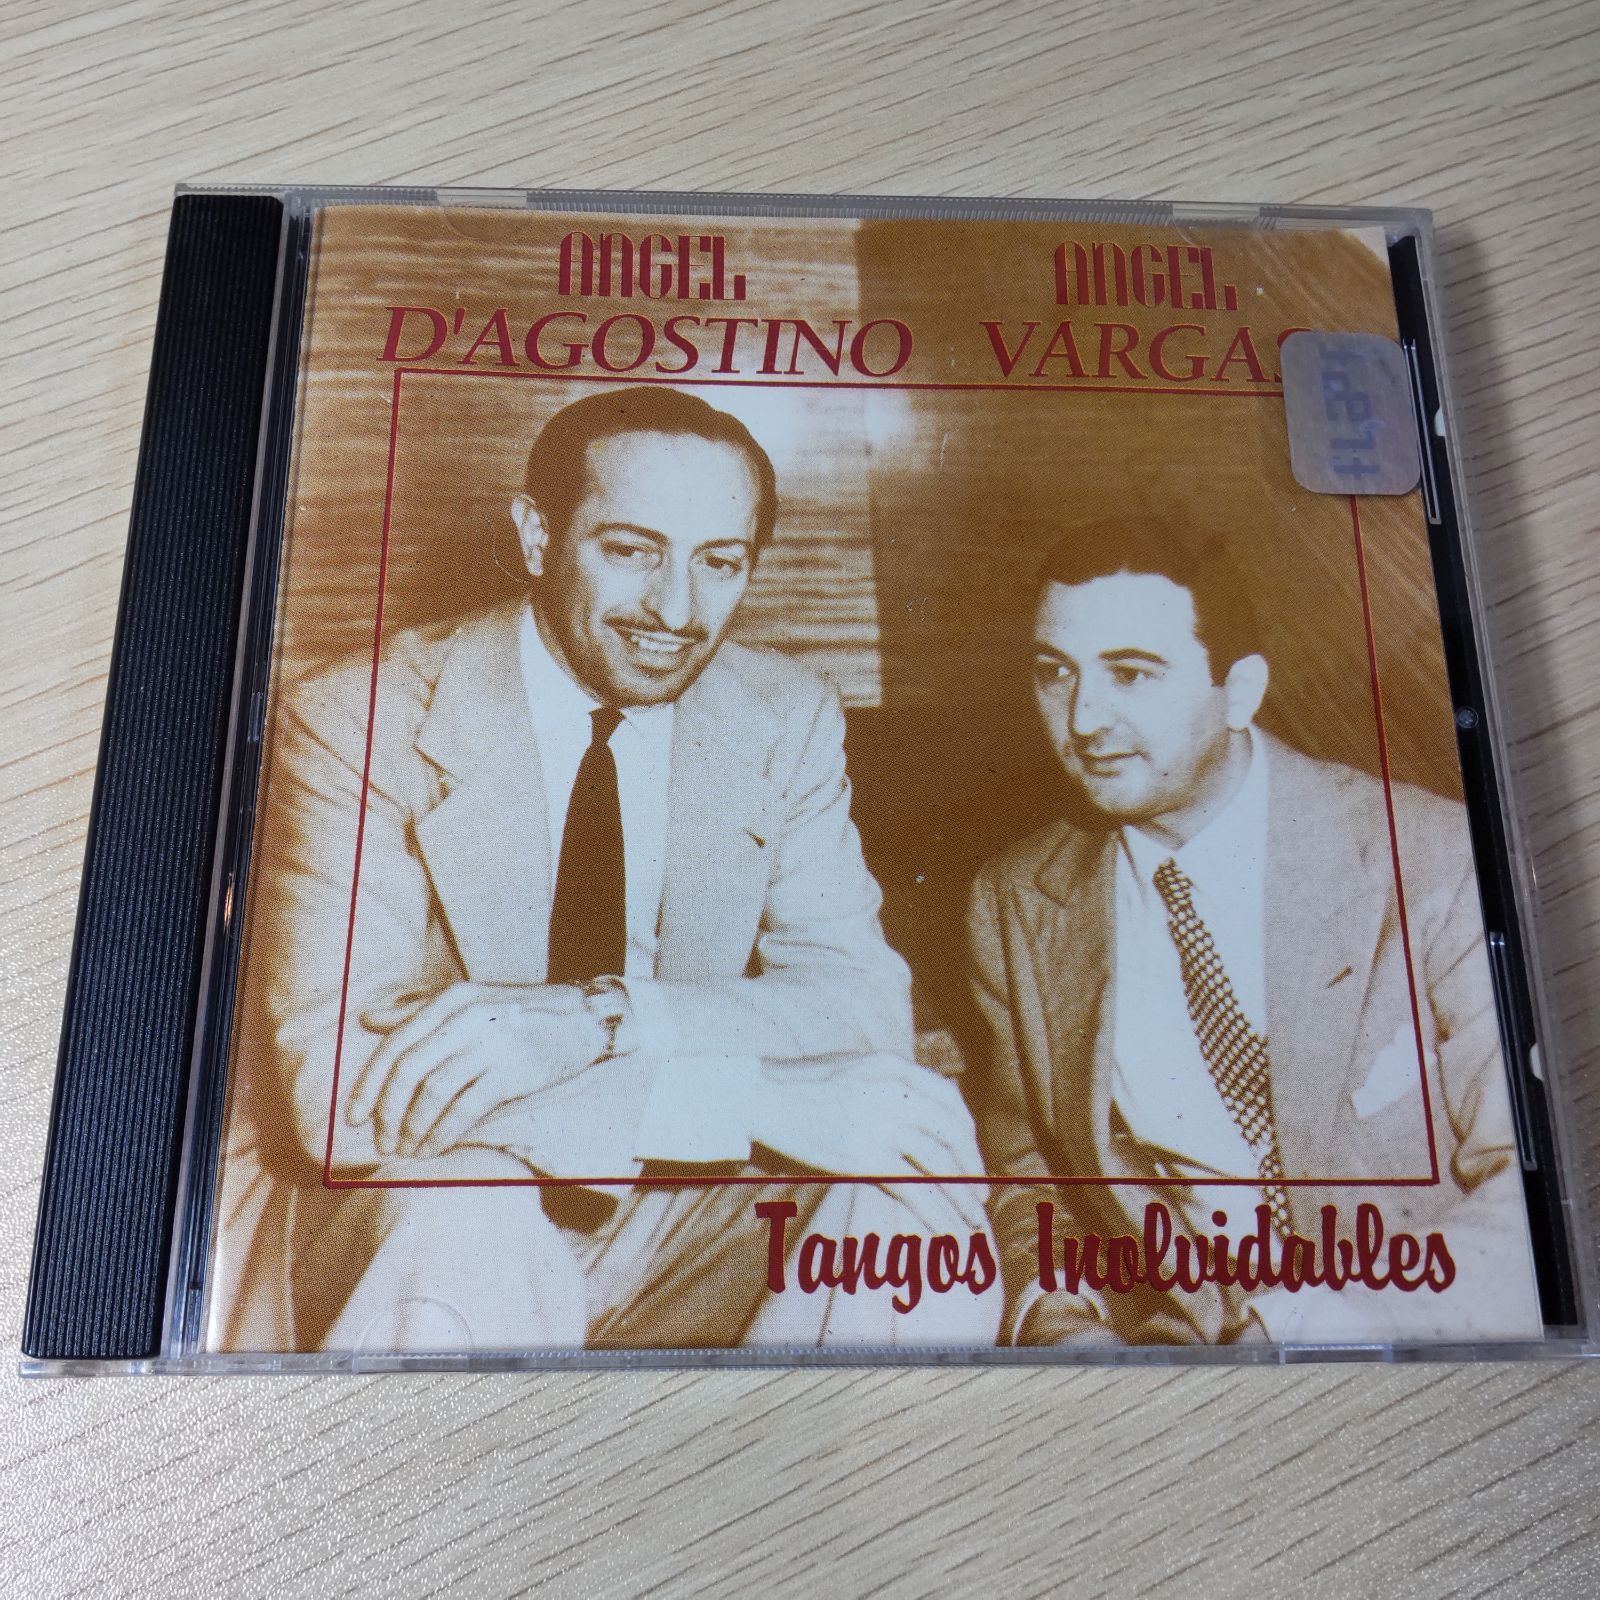 ANGEL
D'AGOSTINO
ANGEL
VARGAS
Tangos Inolvidables